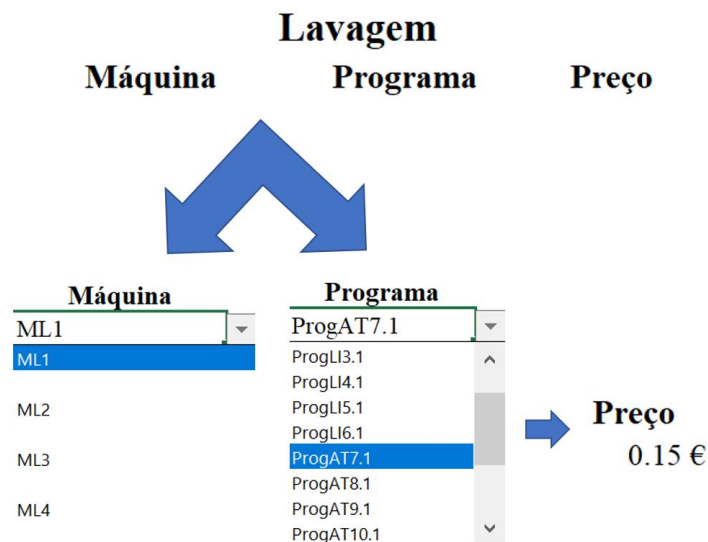 Lavagem
Máquina Programa Preço
Máquina Programa
ML1 ProgAT7.1
ML1
ML2
ML3
ML4
ProgLI3.1
ProgLI4.1
ProgLI5.1
ProgLI6.1
ProgAT7.1
ProgAT8.1
ProgAT9.1
ProgAT10.1
Preço
0.15 €